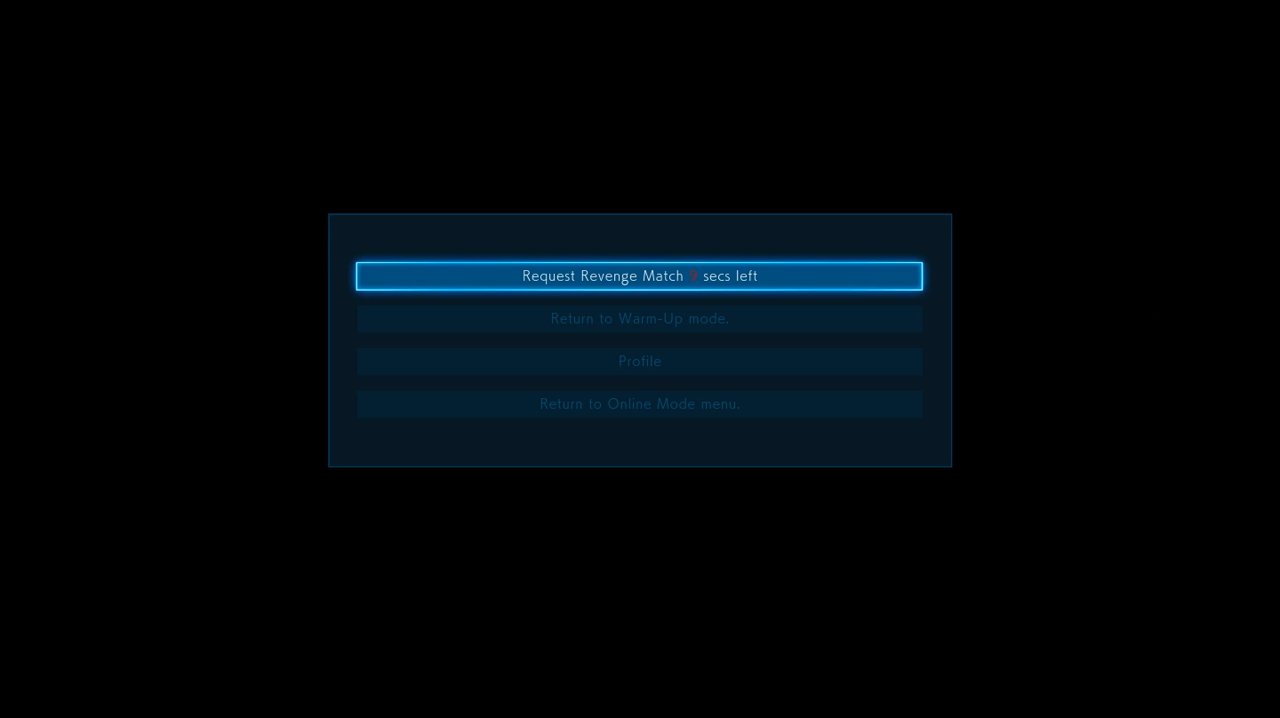 Request Revenge Match 9 secs left
Return to Warm-Up mode.
Profile
Return to Online Mode menu.